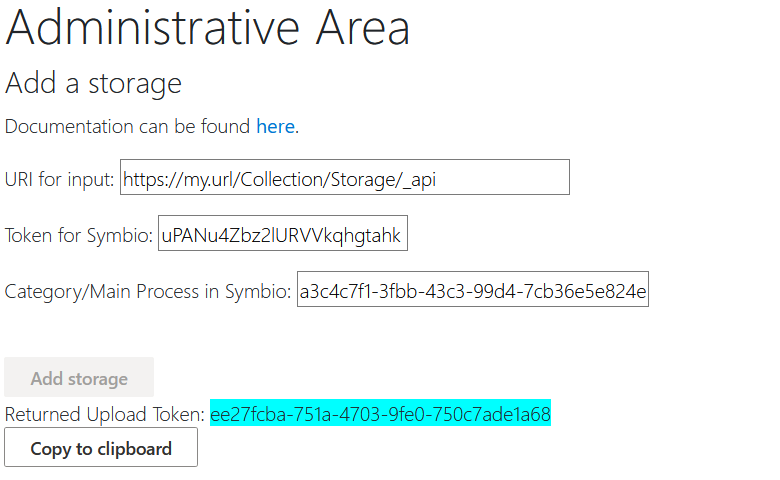 Administrative Area
Add a storage
Documentation can be found here.
URI for input: https://my.url/Collection/Storage/_api
Token for Symbio: uPANu4Zbz2lURVVkqhgtahk
Category/Main Process in Symbio: a3c4c7f1-3fbb-43c3-99d4-7cb36e5e824e
Add storage
Returned Upload Token: ee27fcba-751a-4703-9fe0-750c7ade1a68
Copy to clipboard